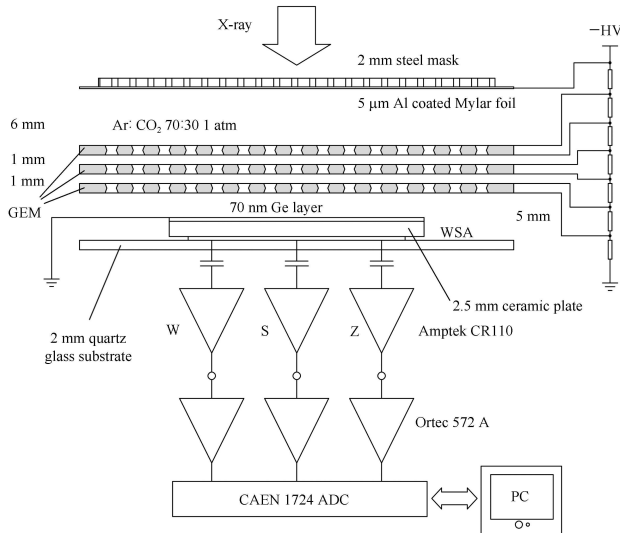 X-ray
−HV
2 mm steel mask
5 μm Al coated Mylar foil
6 mm
Ar: CO₂ 70:30 1 atm
1 mm
1 mm
GEM
70 nm Ge layer
5 mm
WSA
2.5 mm ceramic plate
2 mm quartz
glass substrate
W
S
Z
Amptek CR110
Ortec 572 A
CAEN 1724 ADC
PC